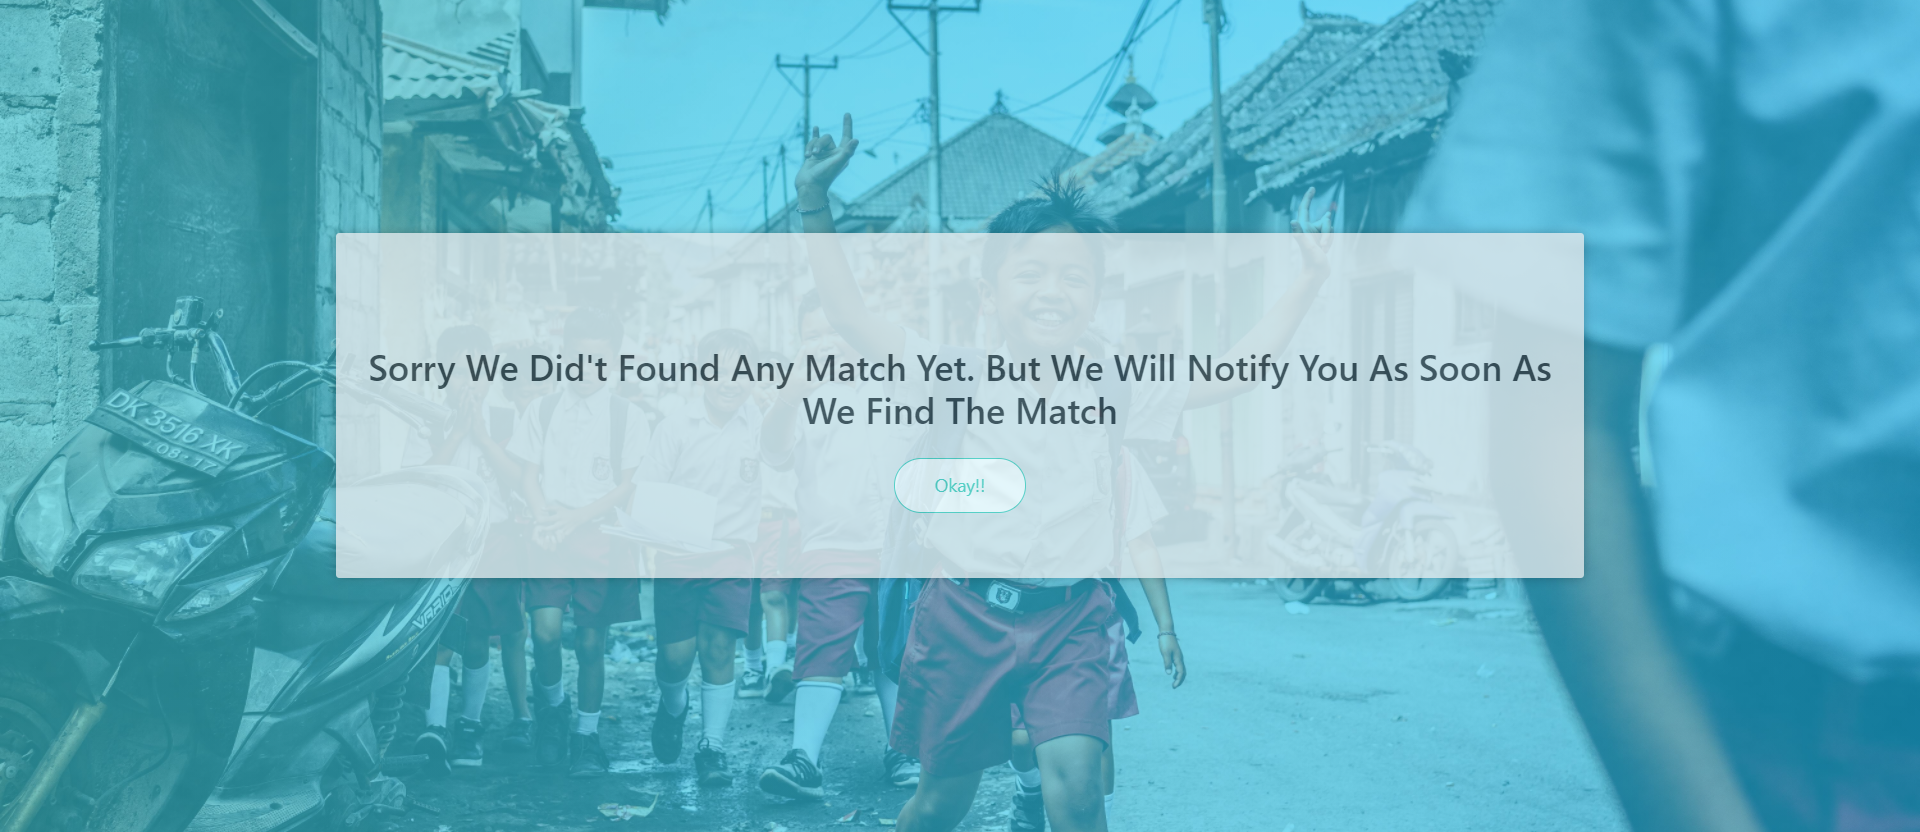 Sorry We Did't Found Any Match Yet. But We Will Notify You As Soon As
We Find The Match
Okay!!
DK 3516 XK
08·17
VARIO